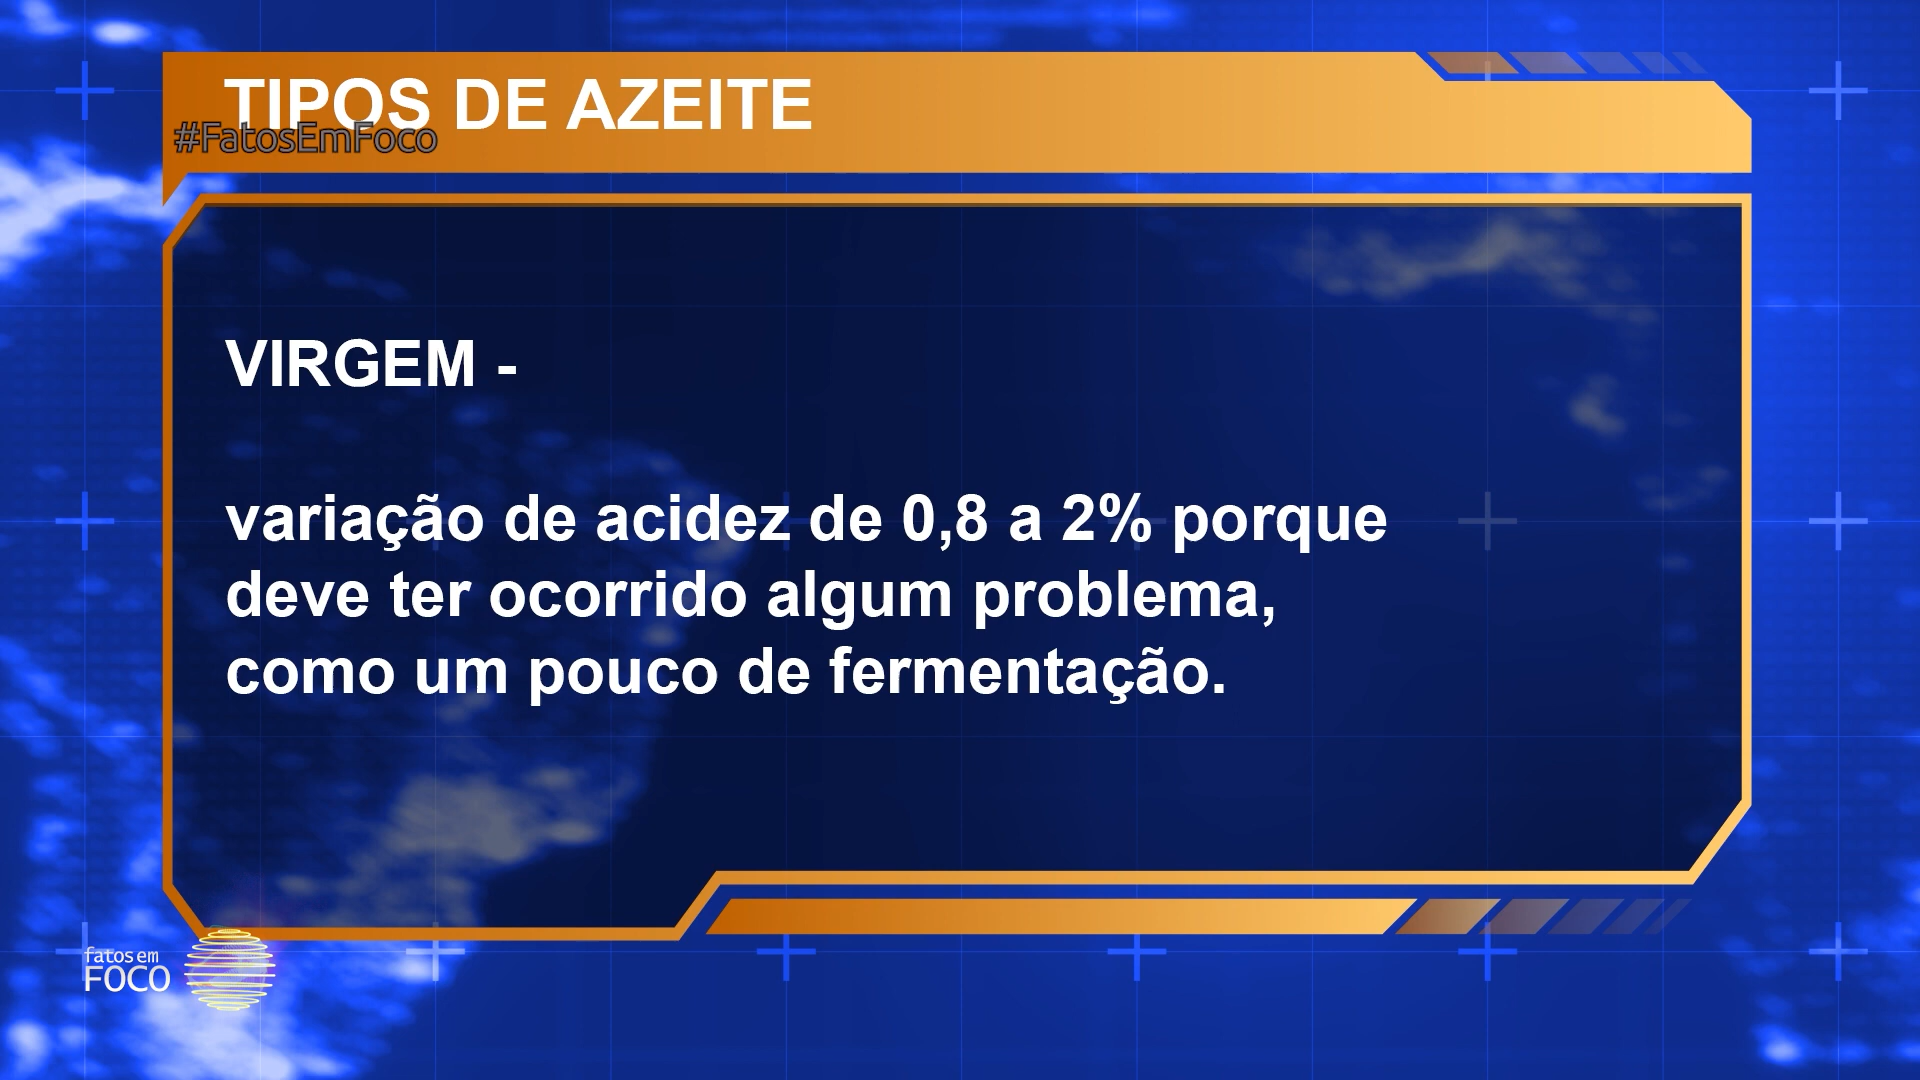 TIPOS DE AZEITE
#FatosEmFoco
VIRGEM -
variação de acidez de 0,8 a 2% porque
deve ter ocorrido algum problema,
como um pouco de fermentação.
fatos em
FOCO